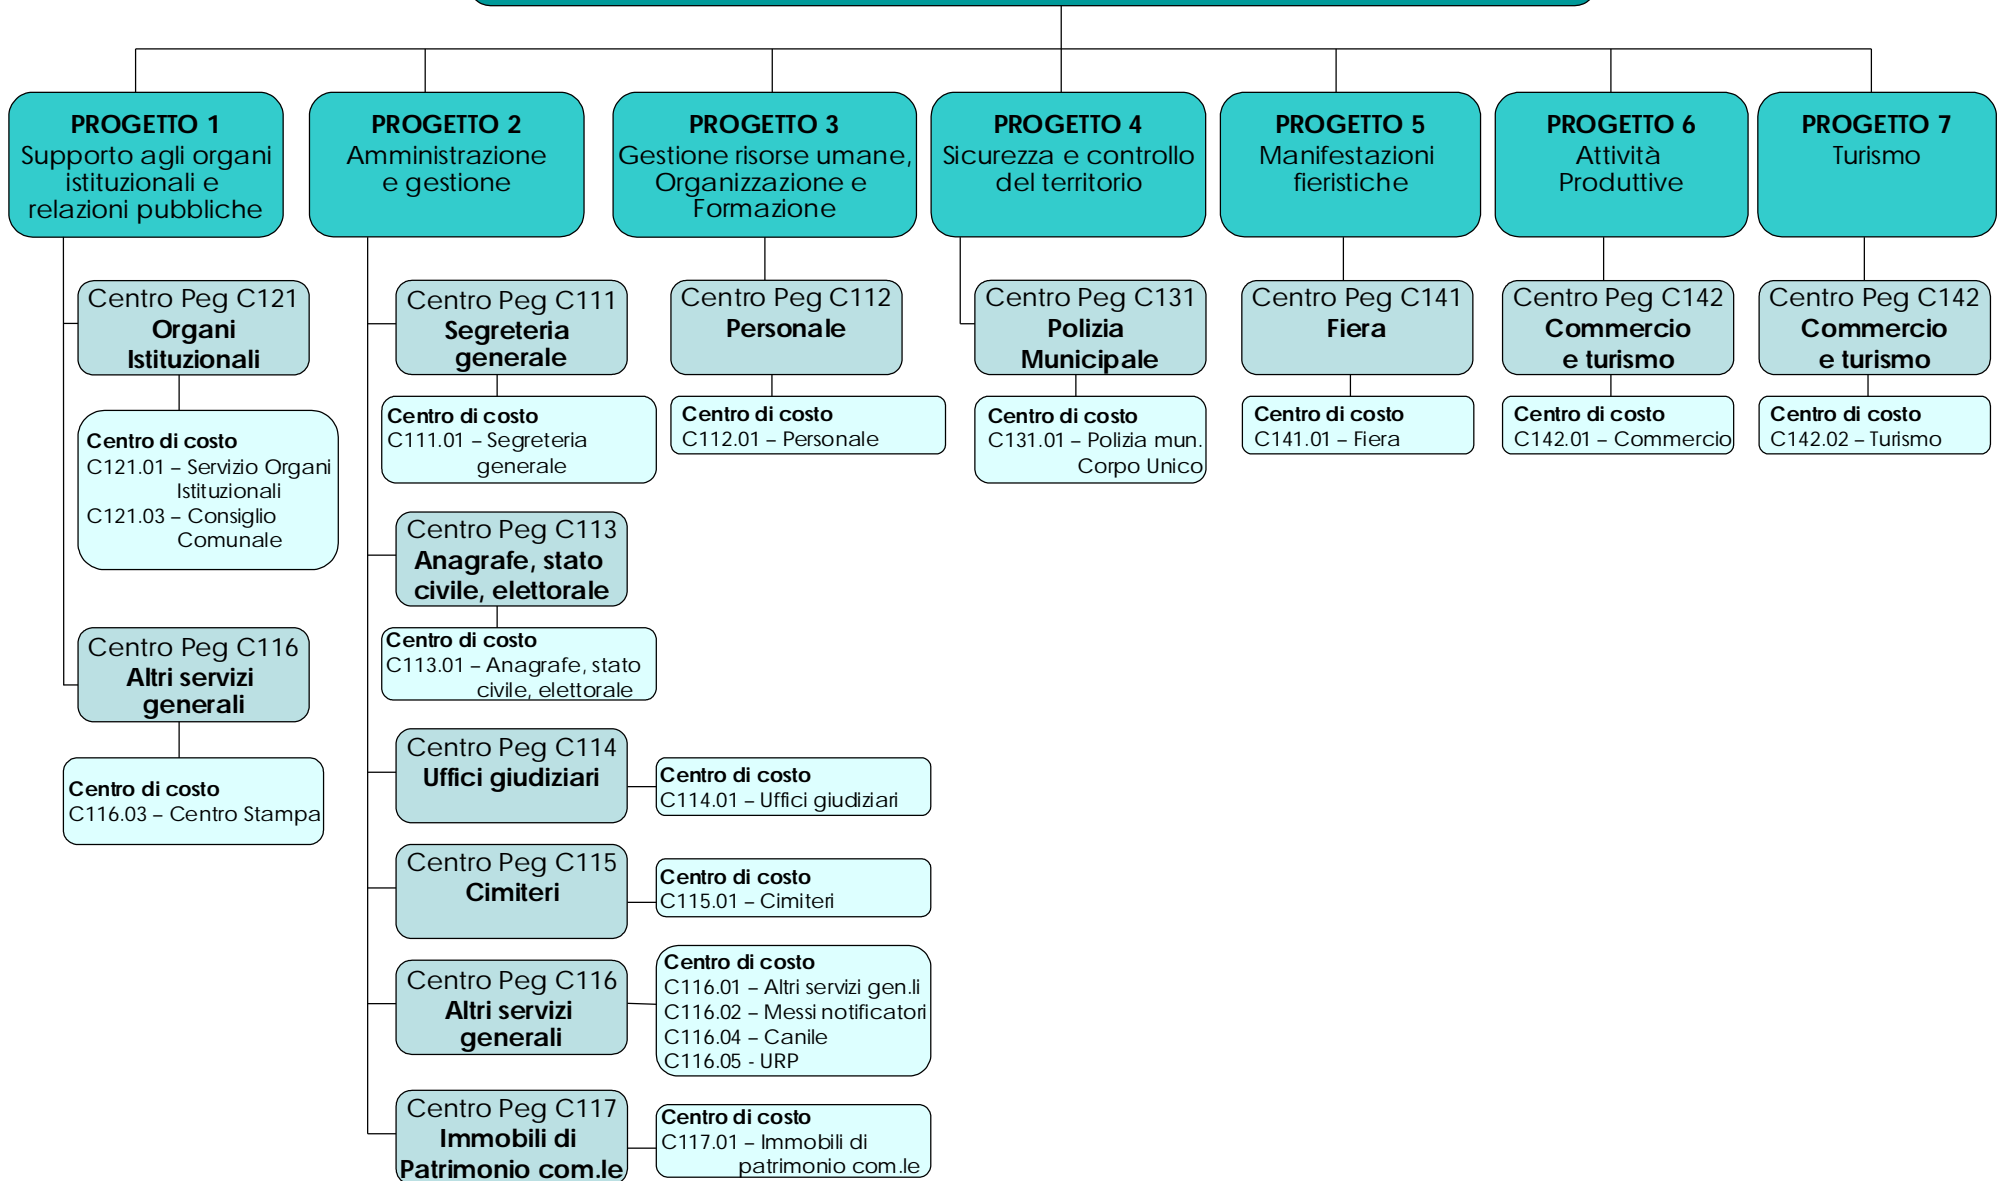 PROGETTO 1
Supporto agli organi
istituzionali e
relazioni pubbliche
PROGETTO 2
Amministrazione
e gestione
PROGETTO 3
Gestione risorse umane,
Organizzazione e
Formazione
PROGETTO 4
Sicurezza e controllo
del territorio
PROGETTO 5
Manifestazioni
fieristiche
PROGETTO 6
Attività
Produttive
PROGETTO 7
Turismo
Centro Peg C121
Organi
Istituzionali
Centro di costo
C121.01 – Servizio Organi
Istituzionali
C121.03 – Consiglio
Comunale
Centro Peg C116
Altri servizi
generali
Centro di costo
C116.03 – Centro Stampa
Centro Peg C111
Segreteria
generale
Centro di costo
C111.01 – Segreteria
generale
Centro Peg C113
Anagrafe, stato
civile, elettorale
Centro di costo
C113.01 – Anagrafe, stato
civile, elettorale
Centro Peg C114
Uffici giudiziari
Centro di costo
C114.01 – Uffici giudiziari
Centro Peg C115
Cimiteri
Centro di costo
C115.01 – Cimiteri
Centro Peg C116
Altri servizi
generali
Centro di costo
C116.01 – Altri servizi gen.li
C116.02 – Messi notificatori
C116.04 – Canile
C116.05 - URP
Centro Peg C117
Immobili di
Patrimonio com.le
Centro di costo
C117.01 – Immobili di
patrimonio com.le
Centro Peg C112
Personale
Centro di costo
C112.01 – Personale
Centro Peg C131
Polizia
Municipale
Centro di costo
C131.01 – Polizia mun.
Corpo Unico
Centro Peg C141
Fiera
Centro di costo
C141.01 – Fiera
Centro Peg C142
Commercio
e turismo
Centro di costo
C142.01 – Commercio
Centro Peg C142
Commercio
e turismo
Centro di costo
C142.02 – Turismo